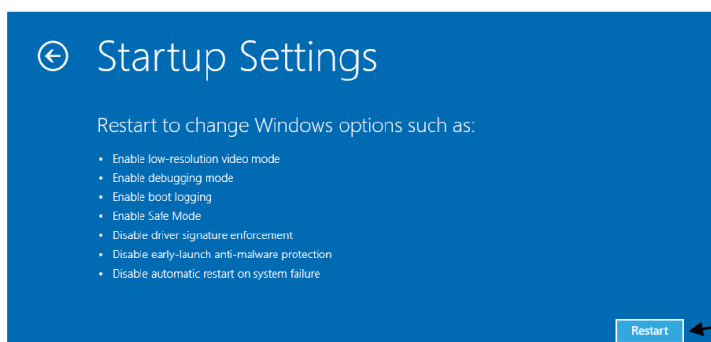 Startup Settings
Restart to change Windows options such as:
• Enable low-resolution video mode
• Enable debugging mode
• Enable boot logging
• Enable Safe Mode
• Disable driver signature enforcement
• Disable early-launch anti-malware protection
• Disable automatic restart on system failure
Restart